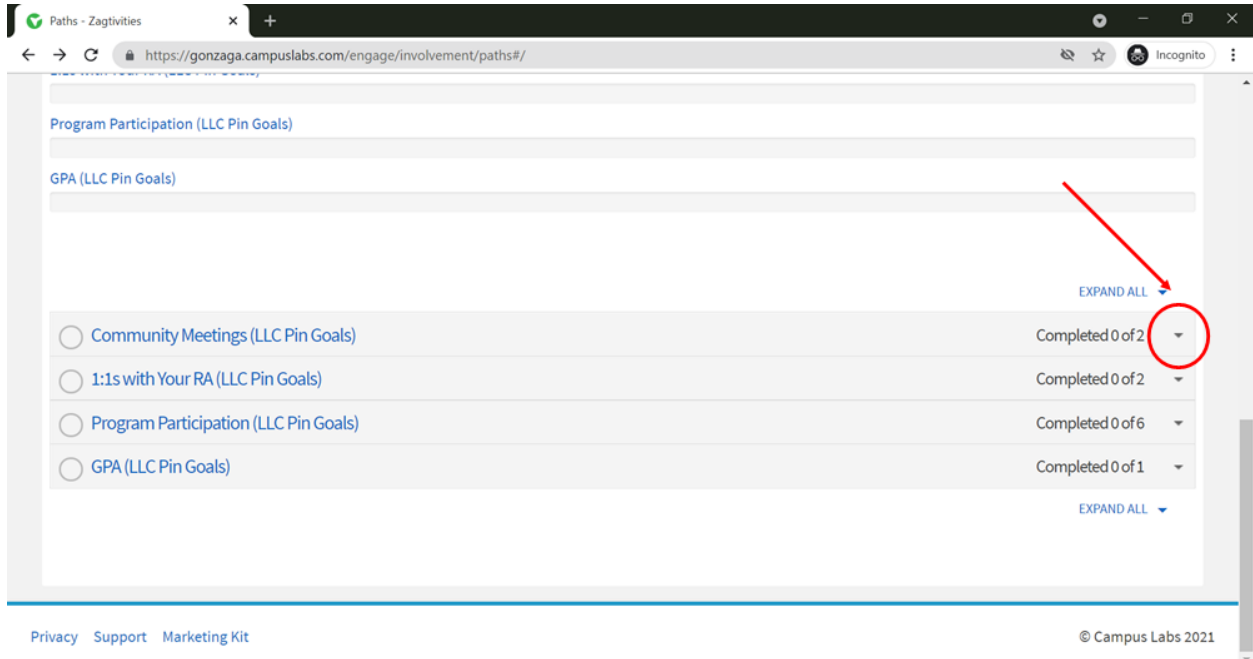 Paths - Zagtivities
https://gonzaga.campuslabs.com/engage/involvement/paths#/
Incognito
Program Participation (LLC Pin Goals)
GPA (LLC Pin Goals)
EXPAND ALL
Community Meetings (LLC Pin Goals) Completed 0 of 2
1:1s with Your RA (LLC Pin Goals) Completed 0 of 2
Program Participation (LLC Pin Goals) Completed 0 of 6
GPA (LLC Pin Goals) Completed 0 of 1
EXPAND ALL
Privacy Support Marketing Kit © Campus Labs 2021